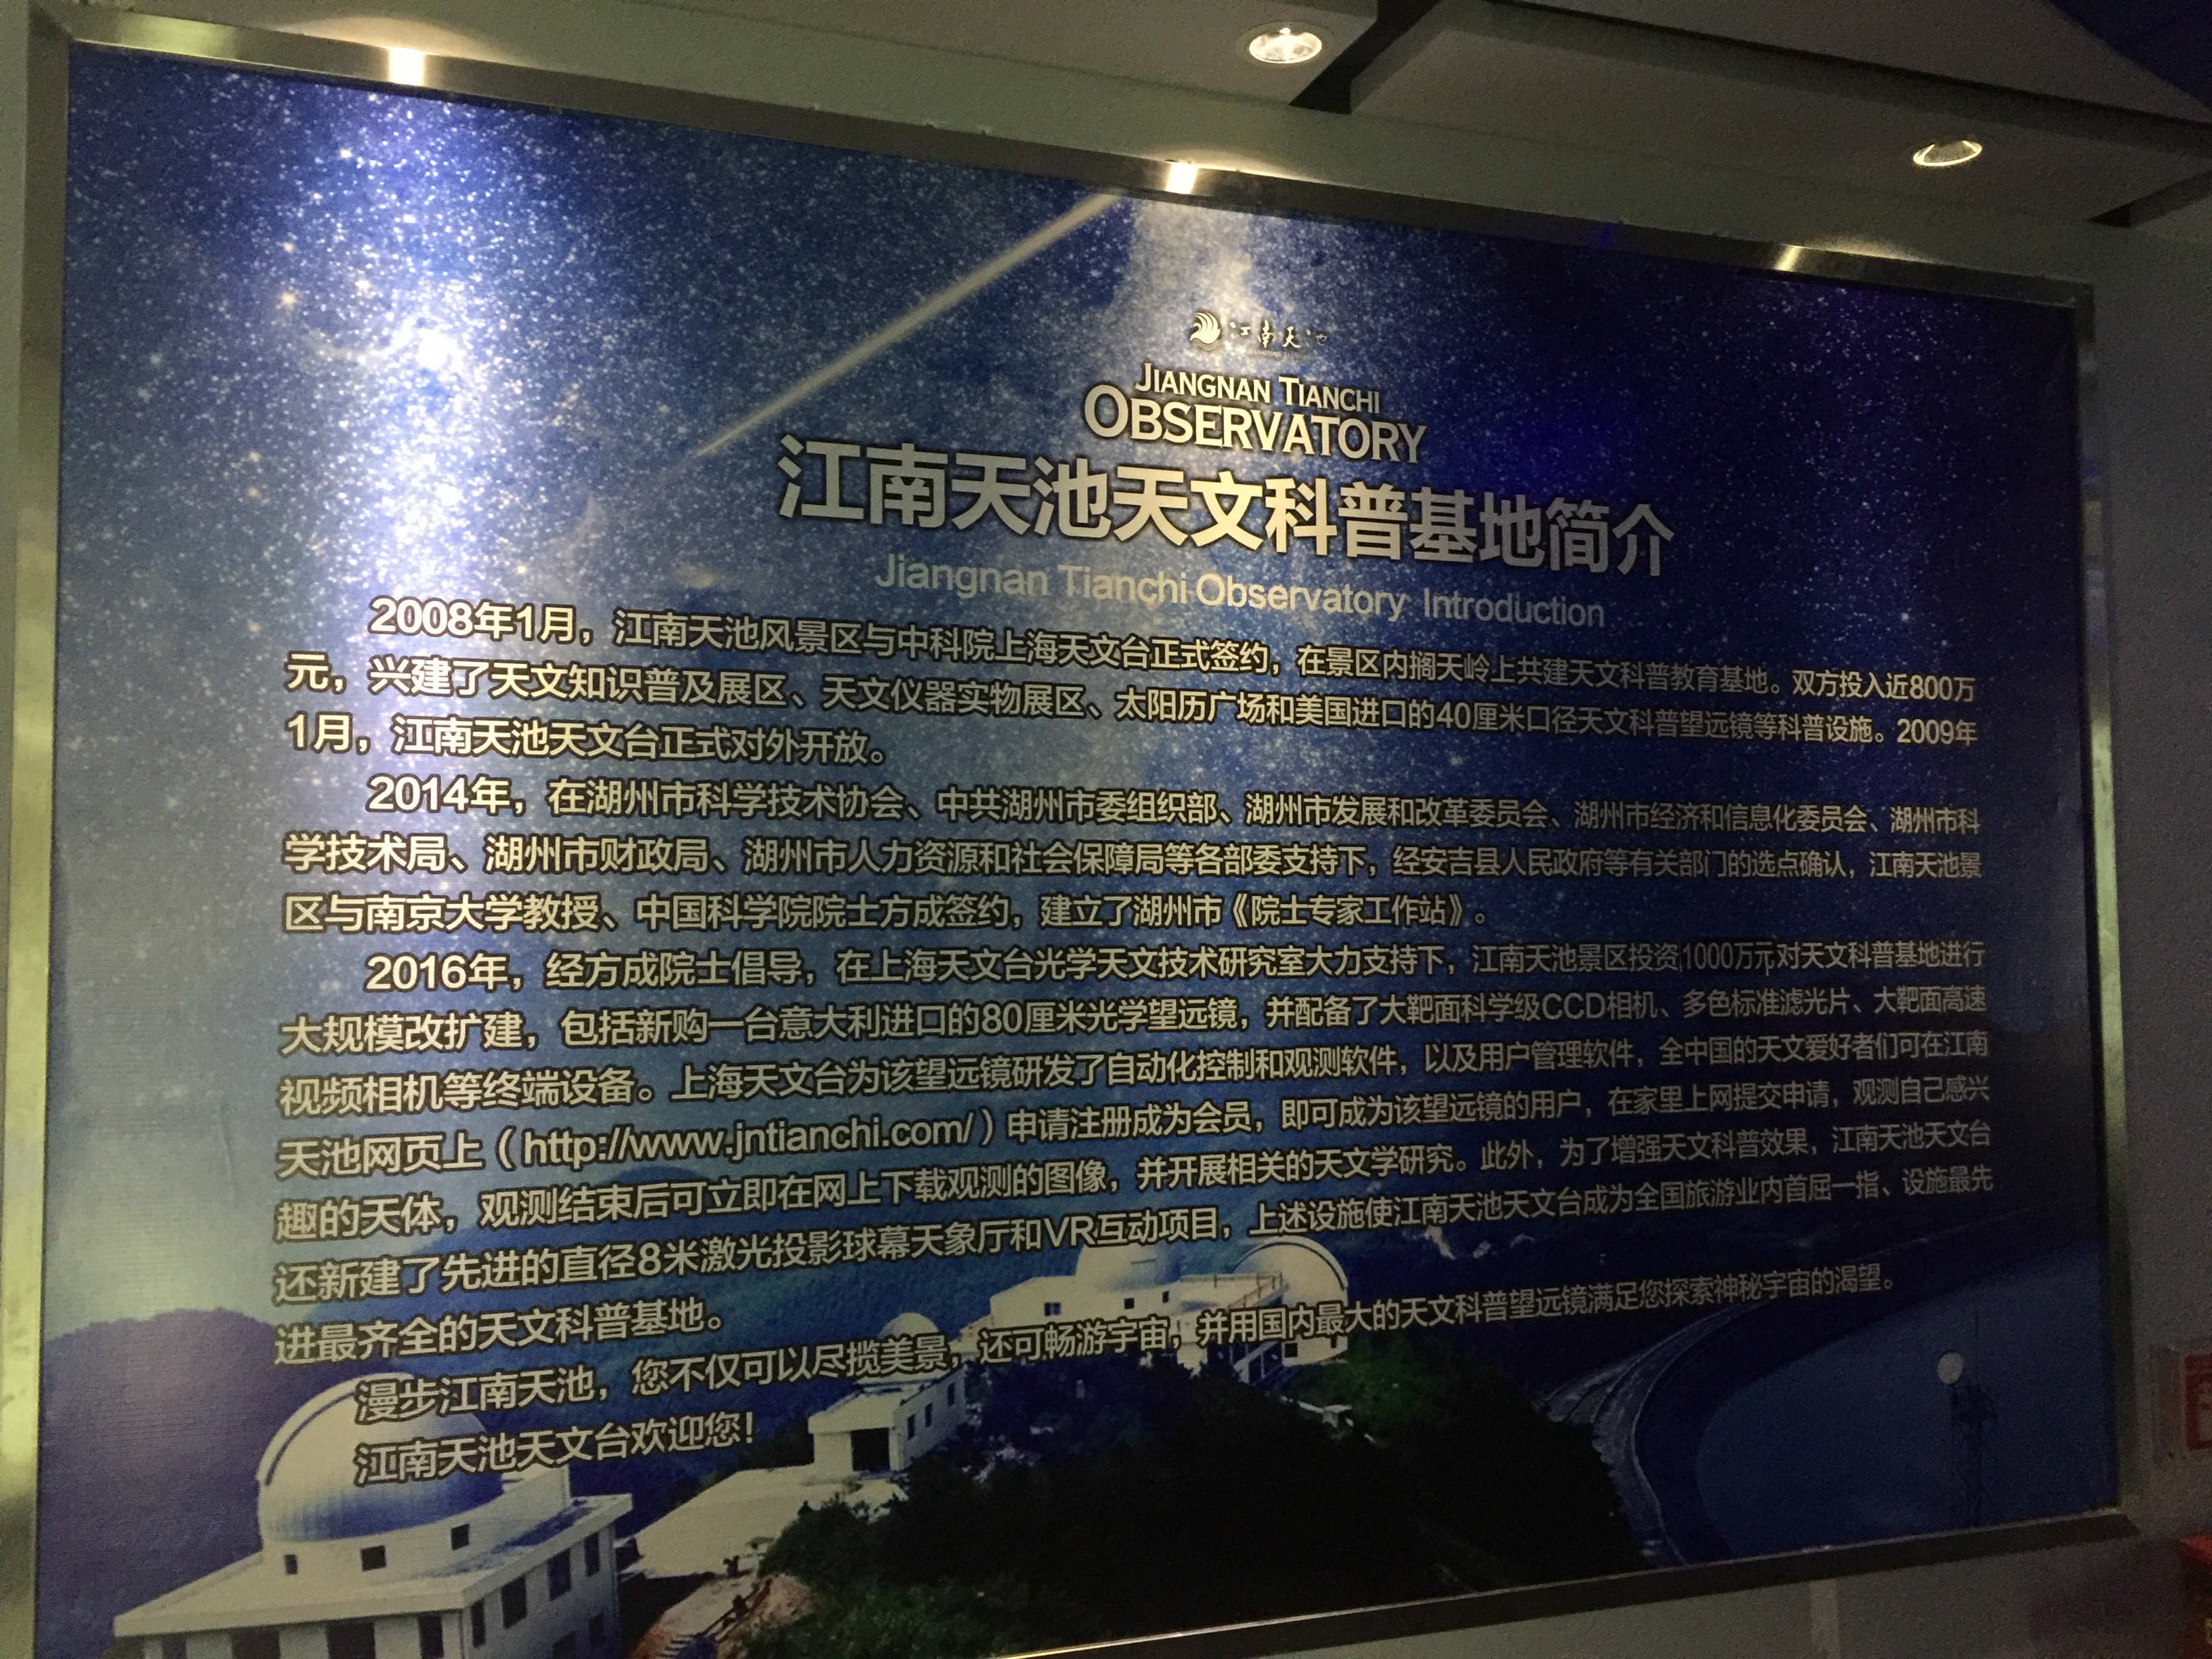 江南天池
JIANGNAN TIANCHI
OBSERVATORY
江南天池天文科普基地简介
Jiangnan Tianchi Observatory Introduction
2008年1月，江南天池风景区与中科院上海天文台正式签约，在景区内搁天岭上共建天文科普教育基地。双方投入近800万
元，兴建了天文知识普及展区、天文仪器实物展区、太阳历广场和美国进口的40厘米口径天文科普望远镜等科普设施。2009年
1月，江南天池天文台正式对外开放。
2014年，在湖州市科学技术协会、中共湖州市委组织部、湖州市发展和改革委员会、湖州市经济和信息化委员会、湖州市科
学技术局、湖州市财政局、湖州市人力资源和社会保障局等各部委支持下，经安吉县人民政府等有关部门的选点确认，江南天池景
区与南京大学教授、中国科学院院士方成签约，建立了湖州市《院士专家工作站》。
2016年，经方成院士倡导，在上海天文台光学天文技术研究室大力支持下，江南天池景区投资1000万元对天文科普基地进行
大规模改扩建，包括新购一台意大利进口的80厘米光学望远镜，并配备了大靶面科学级CCD相机、多色标准滤光片、大靶面高速
视频相机等终端设备。上海天文台为该望远镜研发了自动化控制和观测软件，以及用户管理软件，全中国的天文爱好者们可在江南
天池网页上（http://www.jntianchi.com/）申请注册成为会员，即可成为该望远镜的用户，在家里上网提交申请，观测自己感兴
趣的天体，观测结束后可立即在网上下载观测的图像，并开展相关的天文学研究。此外，为了增强天文科普效果，江南天池天文台
还新建了先进的直径8米激光投影球幕天象厅和VR互动项目，上述设施使江南天池天文台成为全国旅游业内首屈一指、设施最先
进最齐全的天文科普基地。
漫步江南天池，您不仅可以尽揽美景，还可畅游宇宙，并用国内最大的天文科普望远镜满足您探索神秘宇宙的渴望。
江南天池天文台欢迎您！